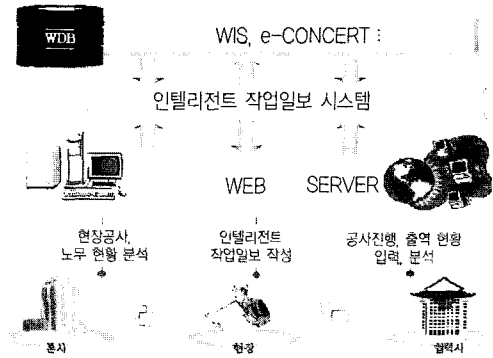 WDB
WIS, e-CONCERT :
인텔리전트 작업일보 시스템
WEB SERVER
현장공사,
노무 현황 분석
인텔리전트
작업일보 작성
공사진행, 출역 현황
입력, 분석
본사
현장
협력사